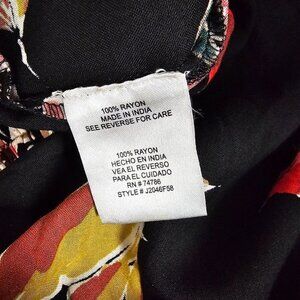 100% RAYON
MADE IN INDIA
SEE REVERSE FOR CARE
100% RAYON
HECHO EN INDIA
VEA EL REVERSO
PARA EL CUIDADO
RN # 74786
STYLE # J2046F58